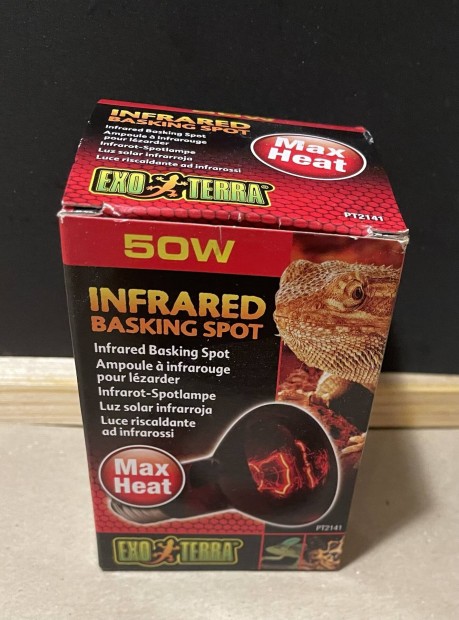 50W
INFRARED
BASKING SPOT
Infrared Basking Spot
Ampoule à infrarouge
pour lézarder
Infrarot-Spotlampe
Luz solar infrarroja
Luce riscaldante ad infrarossi
Max
Heat
EXO TERRA®
PT2141
50W
INFRARED
BASKING SPOT
Infrared Basking Spot
Ampoule à infrarouge
pour lézarder
Infrarot-Spotlampe
Luz solar infrarroja
Luce riscaldante
ad infrarossi
Max
Heat
PT2141
EXO TERRA®